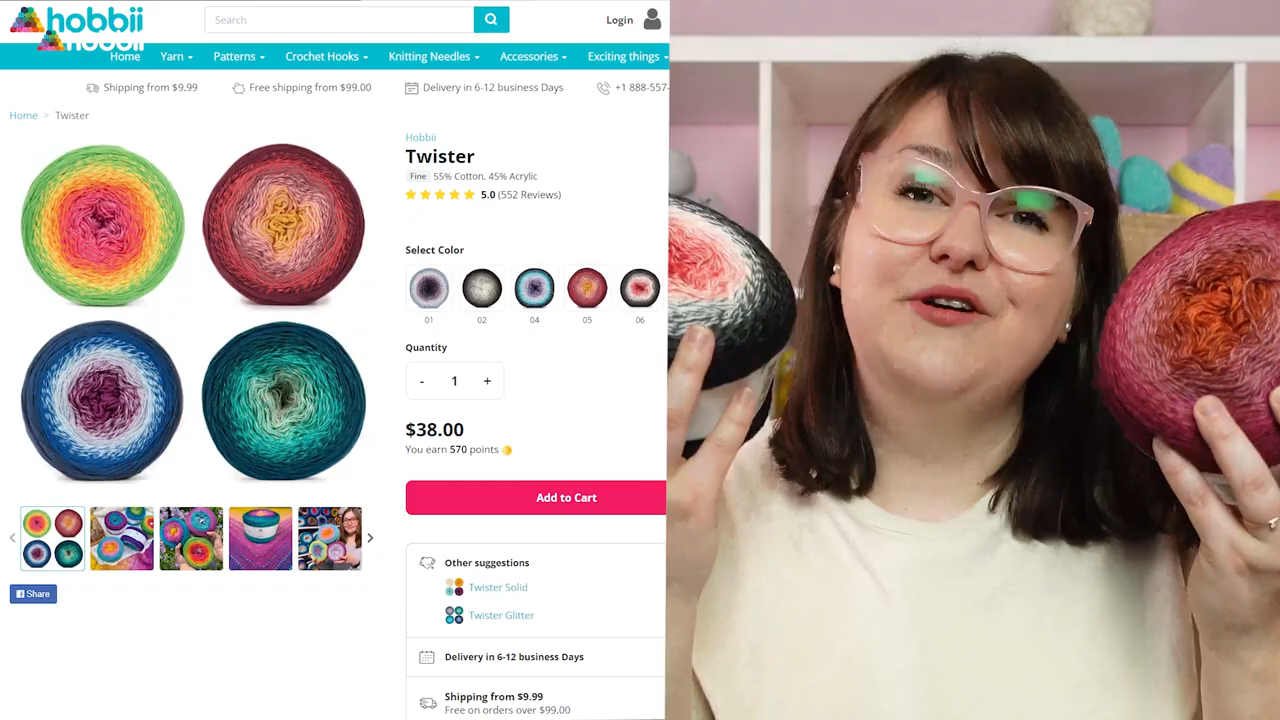 hobbii
hobbii
Search
Login
Home
Yarn
Patterns
Crochet Hooks
Knitting Needles
Accessories
Exciting things
Shipping from $9.99
Free shipping from $99.00
Delivery in 6-12 business Days
+1 888-557-
Home > Twister
Hobbii
Twister
Fine 55% Cotton, 45% Acrylic
5.0 (552 Reviews)
Select Color
01
02
04
05
06
Quantity
- 1 +
$38.00
You earn 570 points
Add to Cart
Share
Other suggestions
Twister Solid
Twister Glitter
Delivery in 6-12 business Days
Shipping from $9.99
Free on orders over $99.00